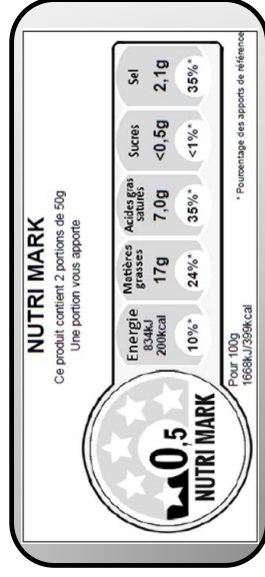 NUTRI MARK
Ce produit contient 2 portions de 50g
Une portion vous apporte
Energie
834kJ
200kcal
10%*
Matières
grasses
17g
24%*
Acides gras
saturés
7,0g
35%*
Sucres
<0,5g
<1%*
Sel
2,1g
35%*
0,5
NUTRI MARK
Pour 100g
1668kJ/399kcal
* Pourcentage des apports de référence